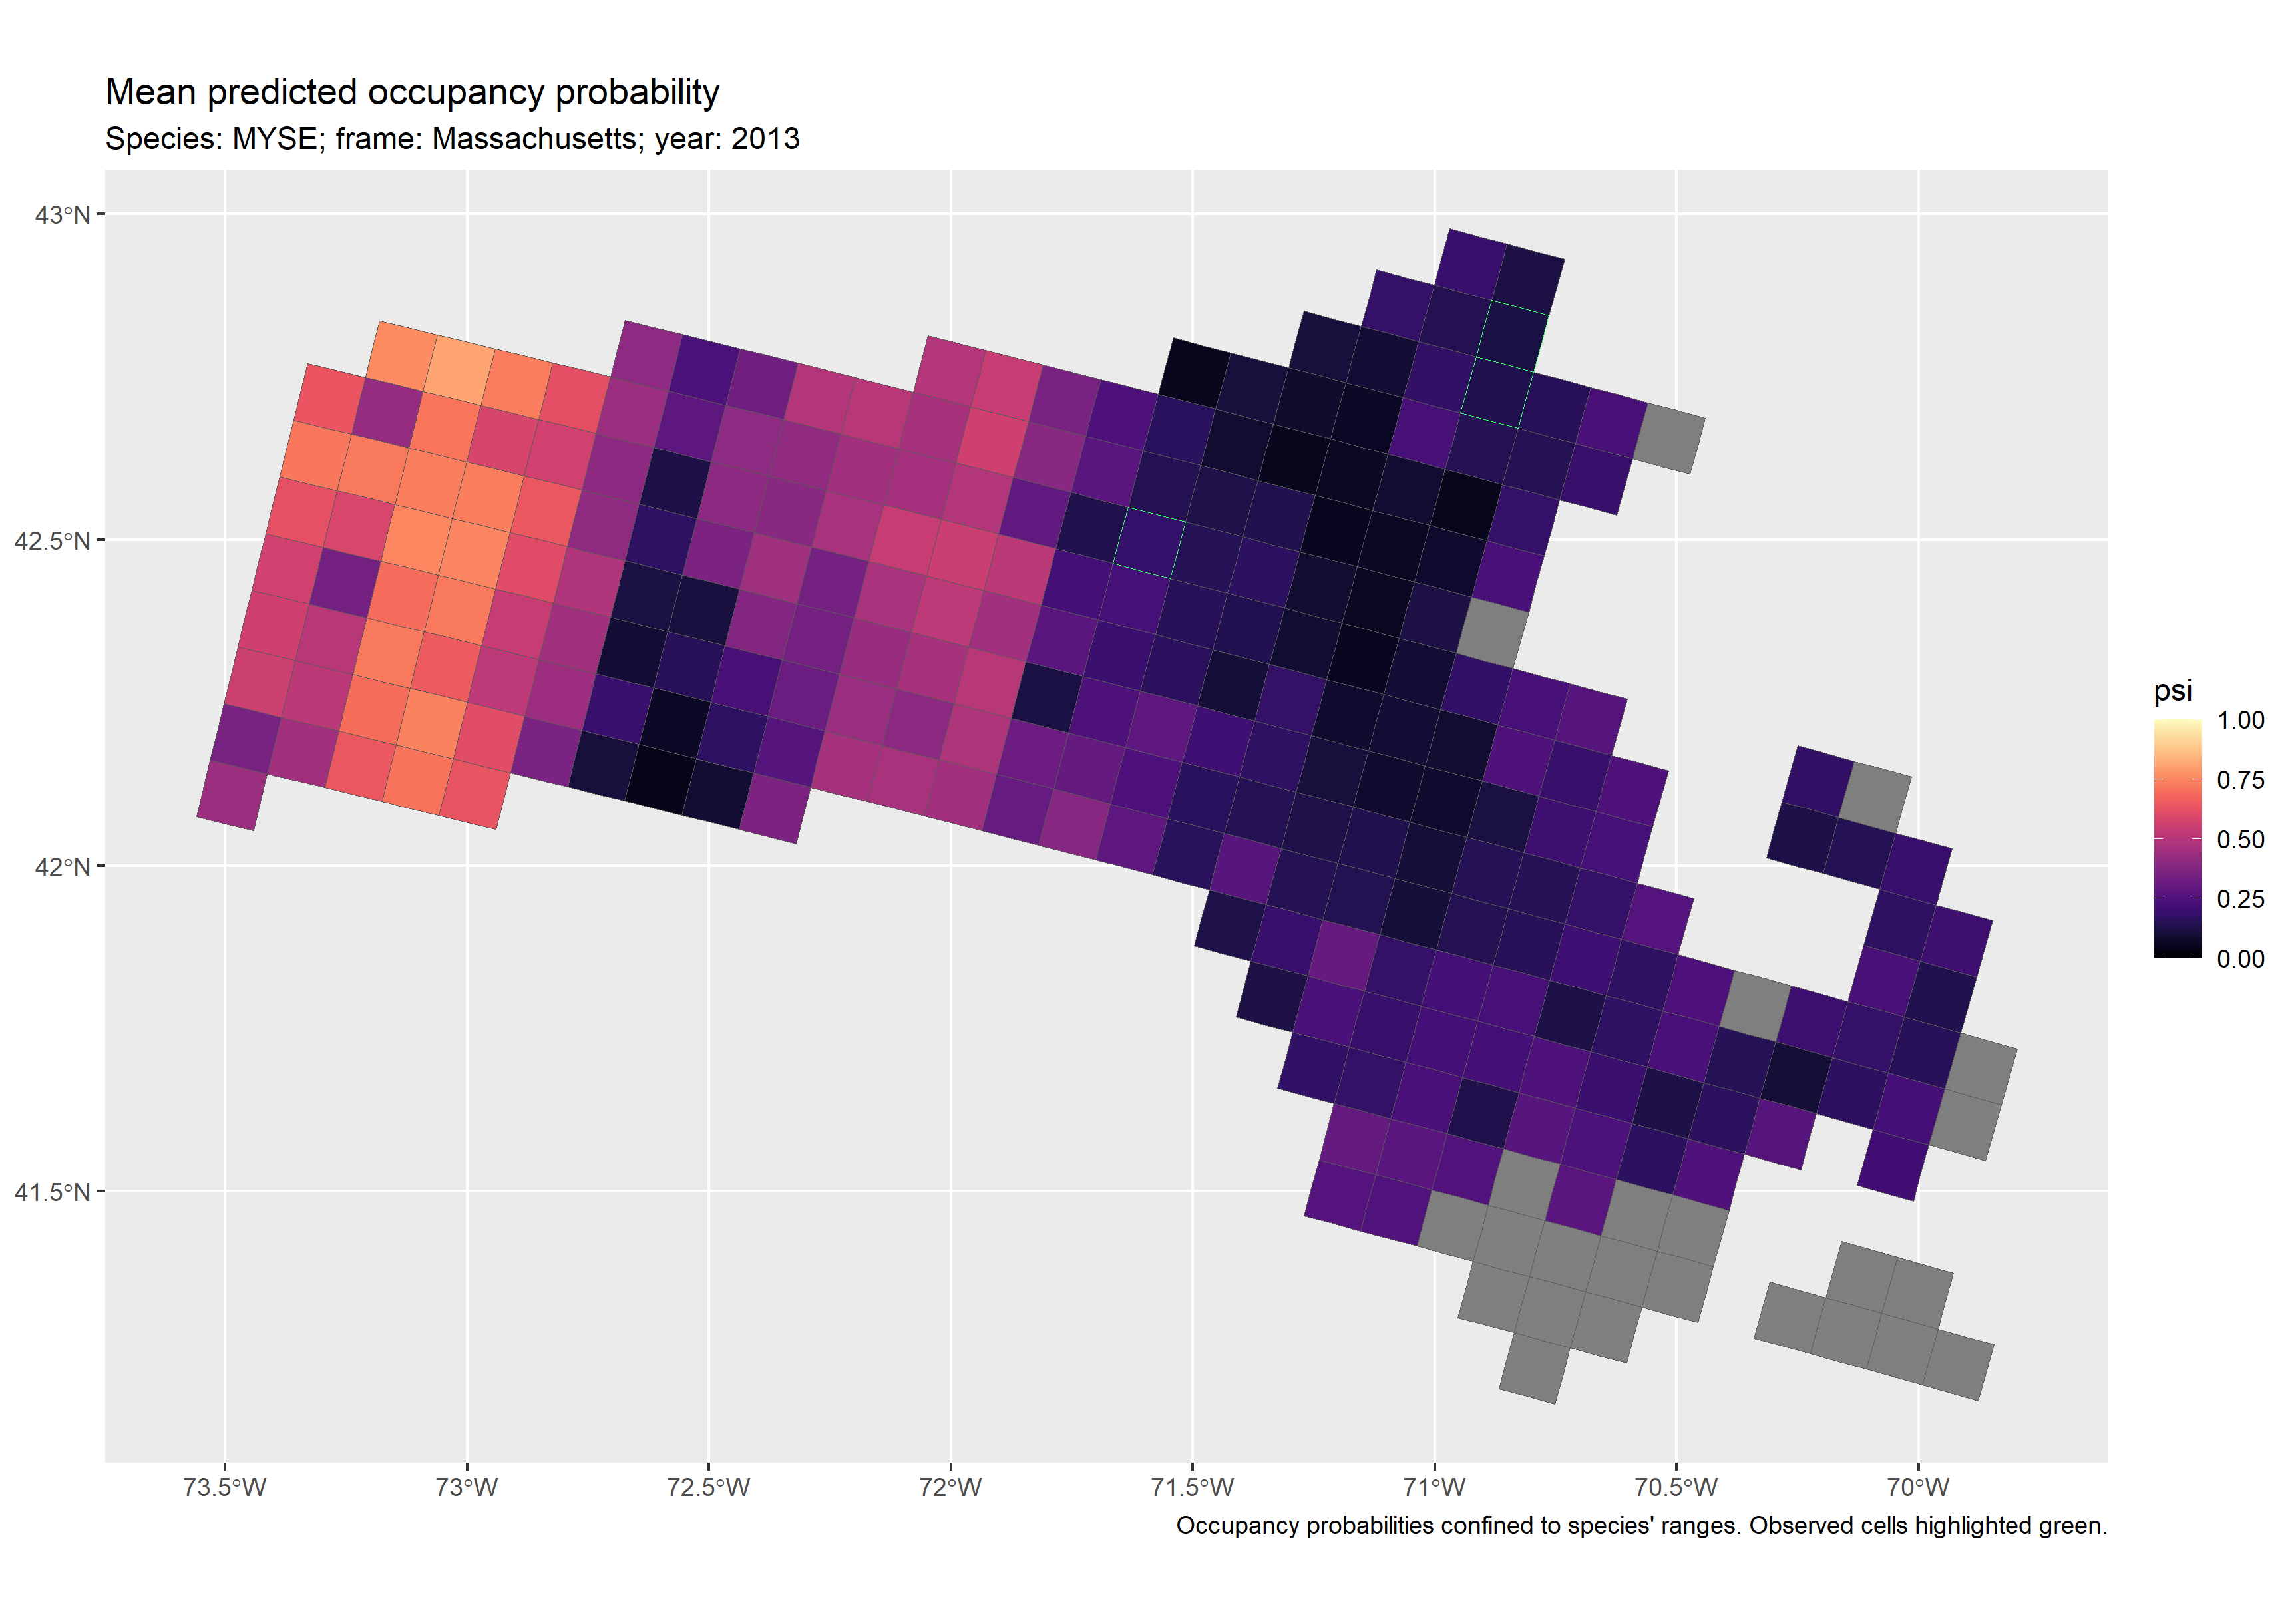 Mean predicted occupancy probability
Species: MYSE; frame: Massachusetts; year: 2013
43°N
42.5°N
42°N
41.5°N
73.5°W
73°W
72.5°W
72°W
71.5°W
71°W
70.5°W
70°W
psi
1.00
0.75
0.50
0.25
0.00
Occupancy probabilities confined to species' ranges. Observed cells highlighted green.